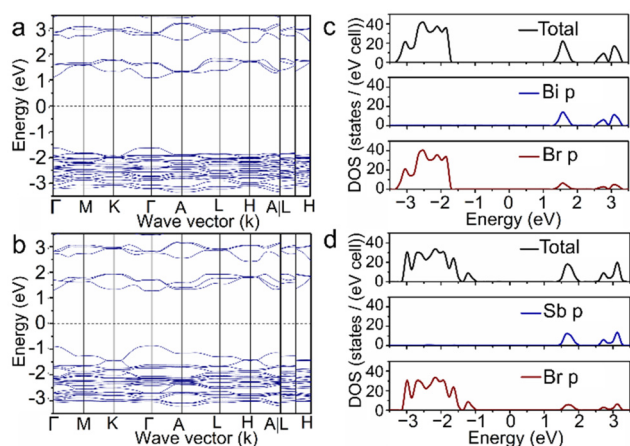 a
Energy (eV)
3
2
1
0
-1
-2
-3
Γ M K Γ A L H A|L H
Wave vector (k)
b
Energy (eV)
3
2
1
0
-1
-2
-3
Γ M K Γ A L H A|L H
Wave vector (k)
c
DOS (states / (eV cell))
40
20
0
Total
40
20
0
Bi p
40
20
0
Br p
−3 −2 −1 0 1 2 3
Energy (eV)
d
DOS (states / (eV cell))
40
20
0
Total
40
20
0
Sb p
40
20
0
Br p
−3 −2 −1 0 1 2 3
Energy (eV)